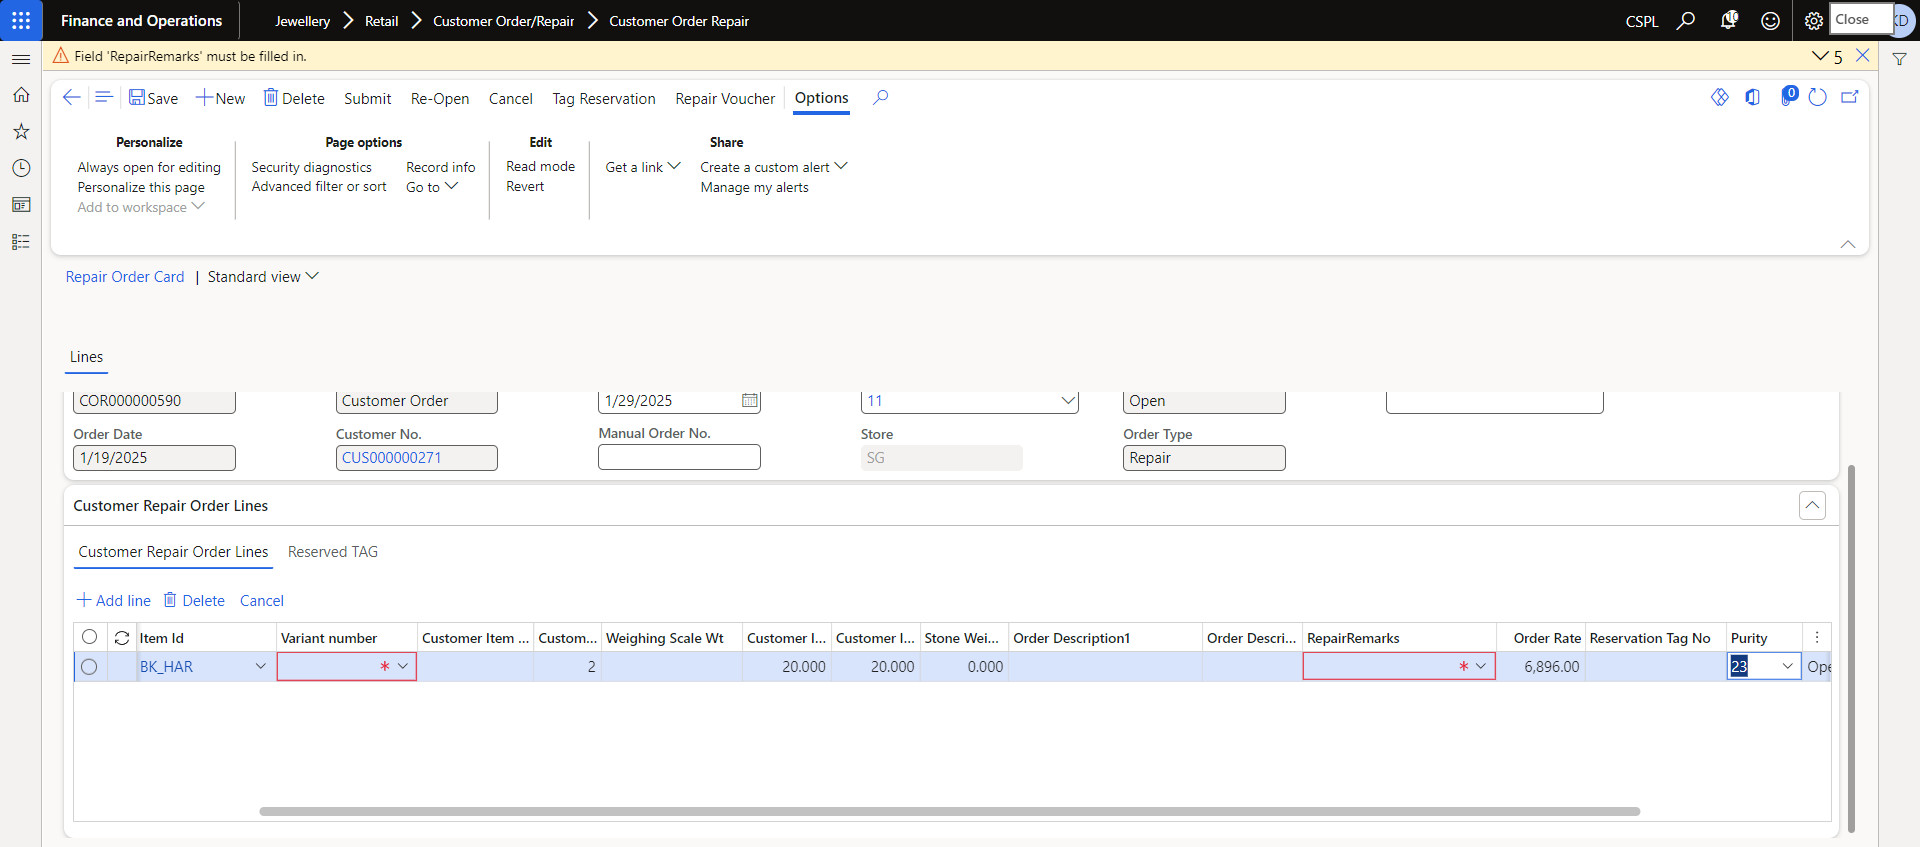 Finance and Operations
Jewellery Retail Customer Order/Repair Customer Order Repair
CSPL
10
Close
Field 'RepairRemarks' must be filled in.
5
Save New Delete Submit Re-Open Cancel Tag Reservation Repair Voucher Options
0
Personalize
Always open for editing
Personalize this page
Add to workspace
Page options
Security diagnostics Record info
Advanced filter or sort Go to
Edit
Read mode
Revert
Share
Get a link Create a custom alert
Manage my alerts
Repair Order Card | Standard view
Lines
COR000000590 Customer Order 1/29/2025 11 Open
Order Date Customer No. Manual Order No. Store Order Type
1/19/2025 CUS000000271 SG Repair
Customer Repair Order Lines
Customer Repair Order Lines Reserved TAG
Add line Delete Cancel
Item Id Variant number Customer Item ... Custom... Weighing Scale Wt Customer I... Customer I... Stone Wei... Order Description1 Order Descri... RepairRemarks Order Rate Reservation Tag No Purity
BK_HAR * 2 20.000 20.000 0.000 * 6,896.00 23 Ope